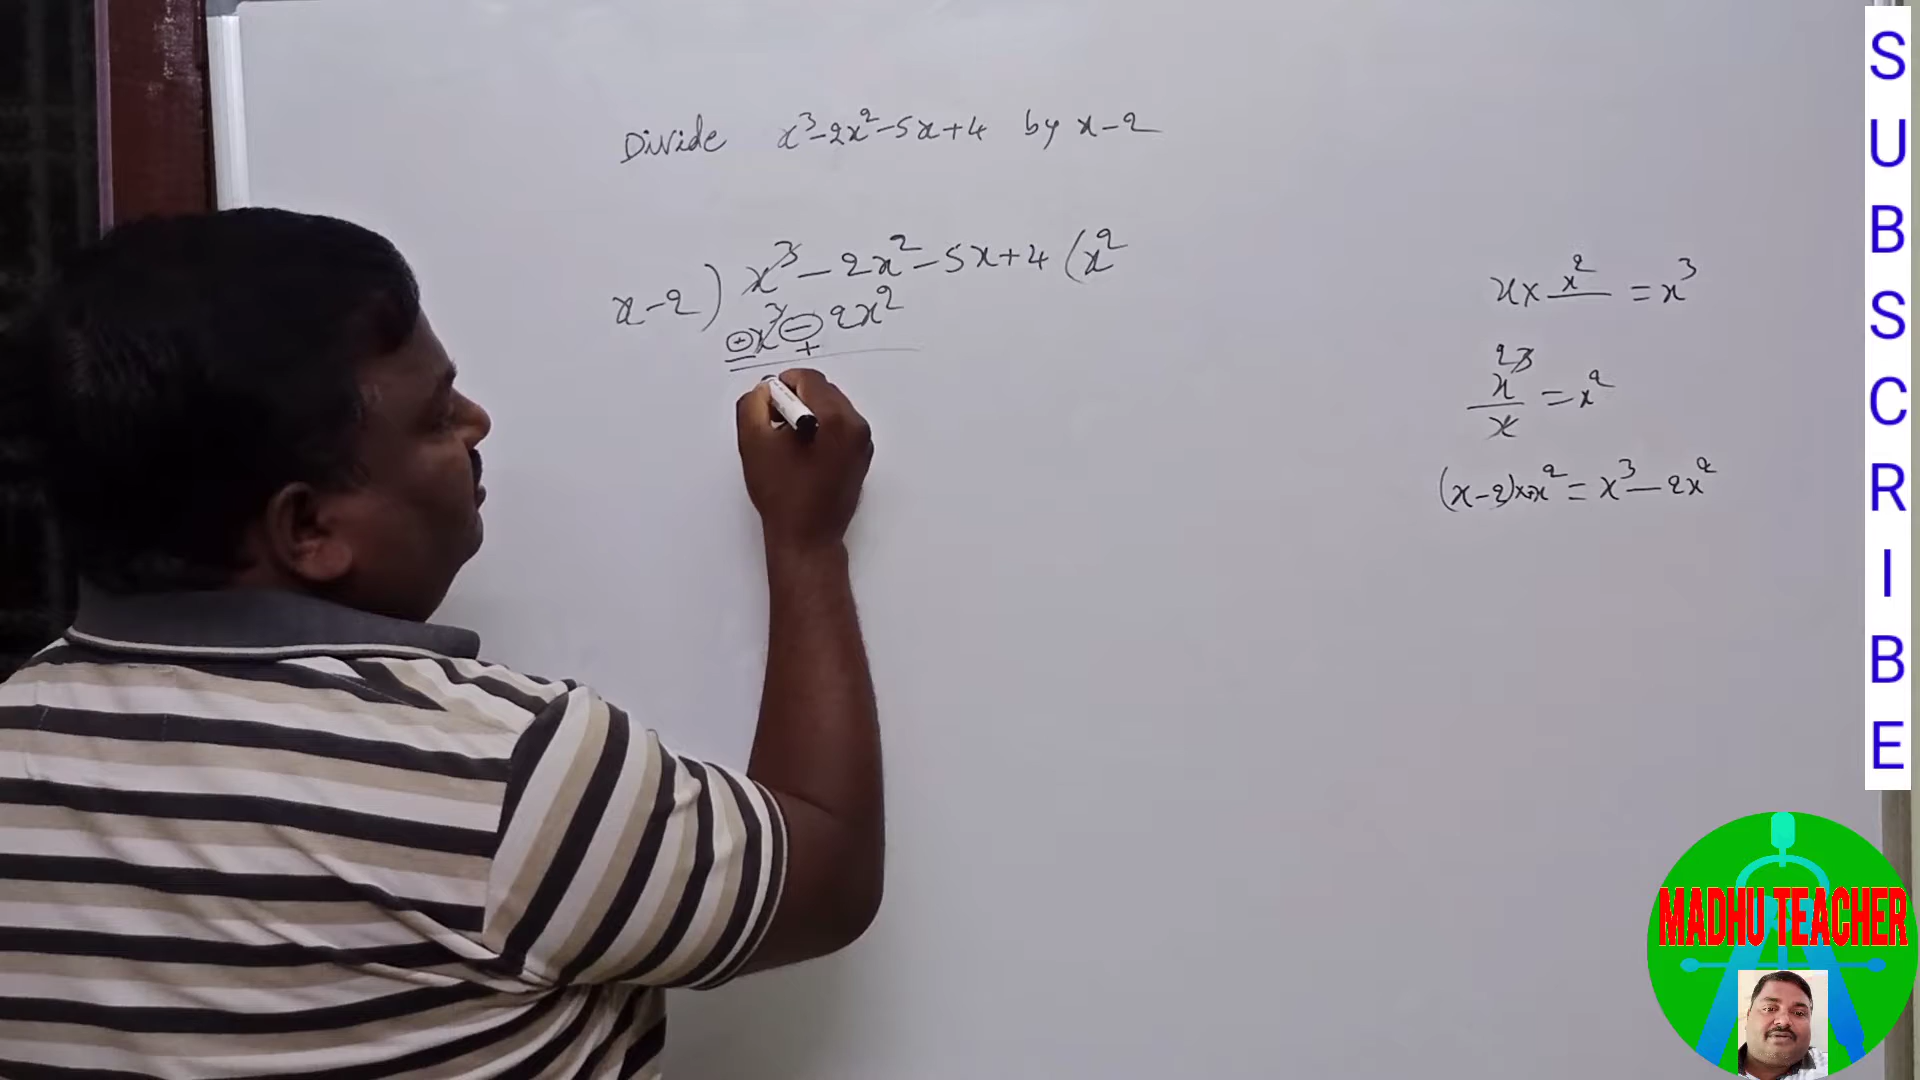 Divide x³-2x²-5x+4 by x-2
x-2) x³-2x²-5x+4 (x²
⊕x³⊖2x²
- +
x × x² = x³
x³/x = x²
(x-2)×x² = x³-2x²
SUBSCRIBE
MADHU TEACHER